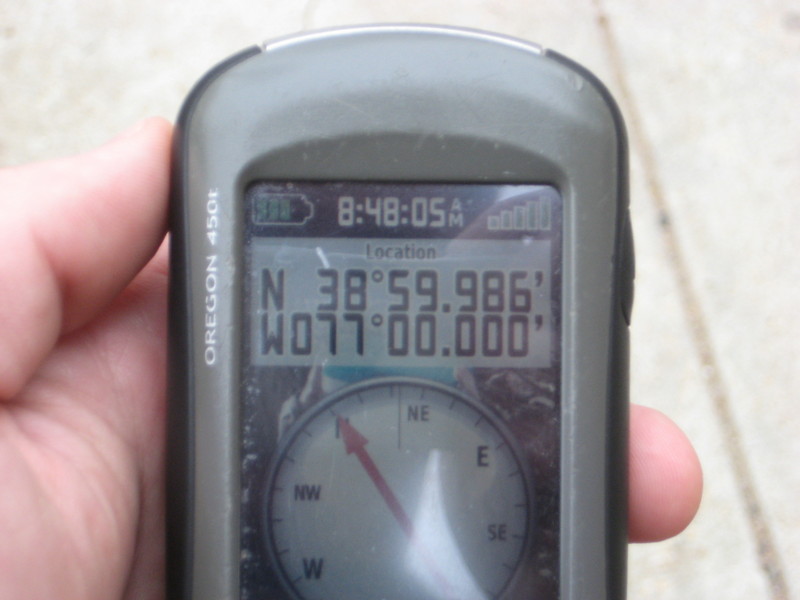 OREGON 450t
8:48:05 AM
Location
N 38°59.986'
W077°00.000'
NE
E
NW
SE
W